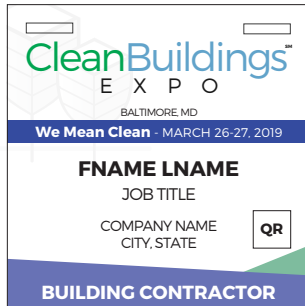 CleanBuildings℠
EXPO
BALTIMORE, MD
We Mean Clean - MARCH 26-27, 2019
FNAME LNAME
JOB TITLE
COMPANY NAME
CITY, STATE
QR
BUILDING CONTRACTOR